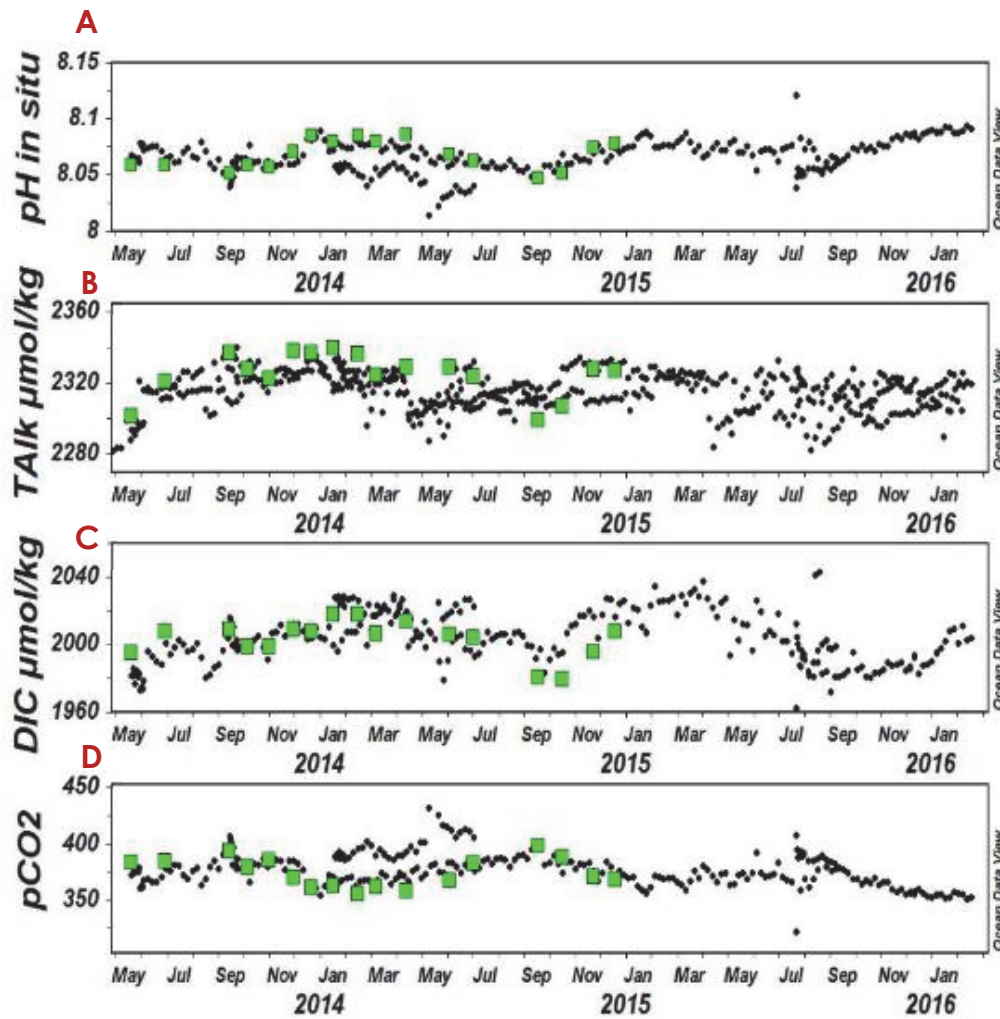 A
pH in situ
8.15
8.1
8.05
8
May Jul Sep Nov Jan Mar May Jul Sep Nov Jan Mar May Jul Sep Nov Jan
2014 2015 2016
Ocean Data View
B
TAlk µmol/kg
2360
2320
2280
May Jul Sep Nov Jan Mar May Jul Sep Nov Jan Mar May Jul Sep Nov Jan
2014 2015 2016
Ocean Data View
C
DIC µmol/kg
2040
2000
1960
May Jul Sep Nov Jan Mar May Jul Sep Nov Jan Mar May Jul Sep Nov Jan
2014 2015 2016
Ocean Data View
D
pCO2
450
400
350
May Jul Sep Nov Jan Mar May Jul Sep Nov Jan Mar May Jul Sep Nov Jan
2014 2015 2016
Ocean Data View